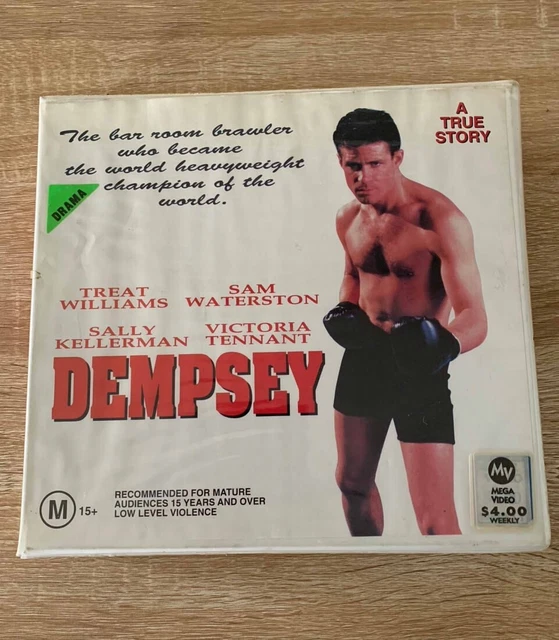 The bar room brawler
who became
the world heavyweight
champion of the
world.
DRAMA
A
TRUE
STORY
TREAT
WILLIAMS
SAM
WATERSTON
SALLY
KELLERMAN
VICTORIA
TENNANT
DEMPSEY
M 15+
RECOMMENDED FOR MATURE
AUDIENCES 15 YEARS AND OVER
LOW LEVEL VIOLENCE
MV
MEGA
VIDEO
$4.00
WEEKLY